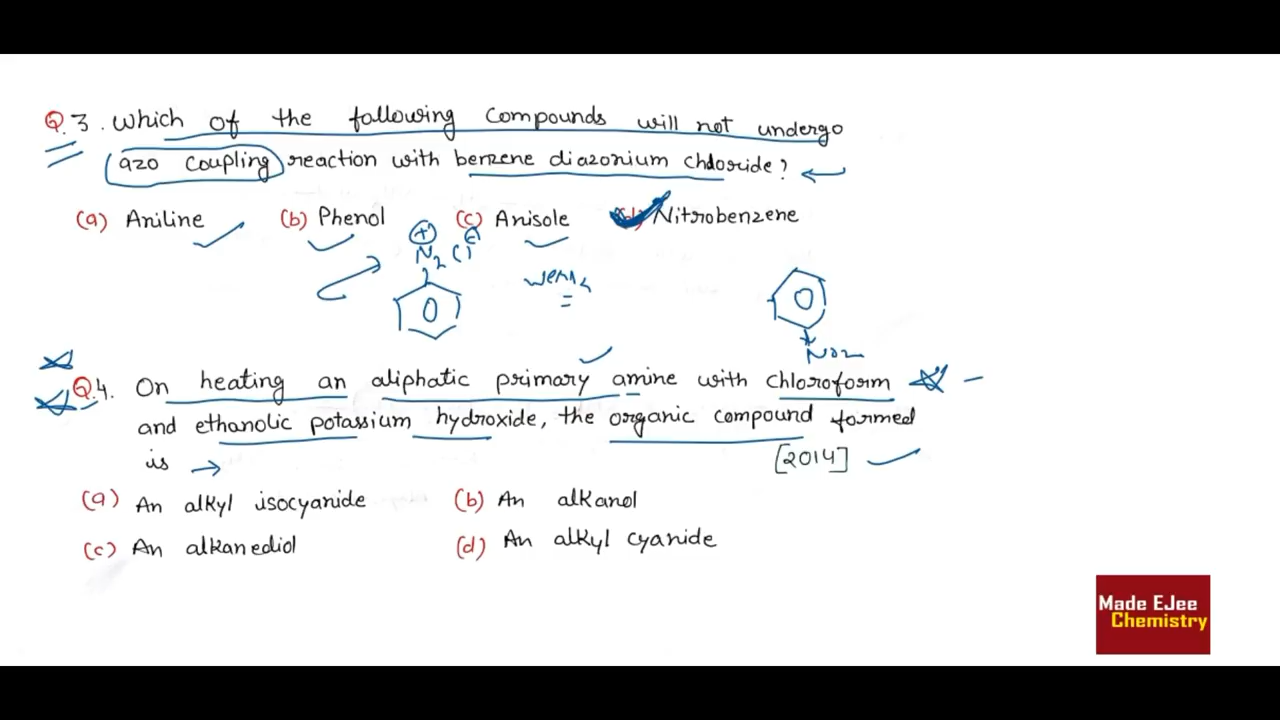 Q.3. Which of the following compounds will not undergo
azo coupling reaction with benzene diazonium chloride?
(a) Aniline (b) Phenol (c) Anisole (d) Nitrobenzene
N2 Cl
weak
NO2
Q.4. On heating an aliphatic primary amine with chloroform
and ethanolic potassium hydroxide, the organic compound formed
is [2014]
(a) An alkyl isocyanide (b) An alkanol
(c) An alkanediol (d) An alkyl cyanide
Made EJee
Chemistry